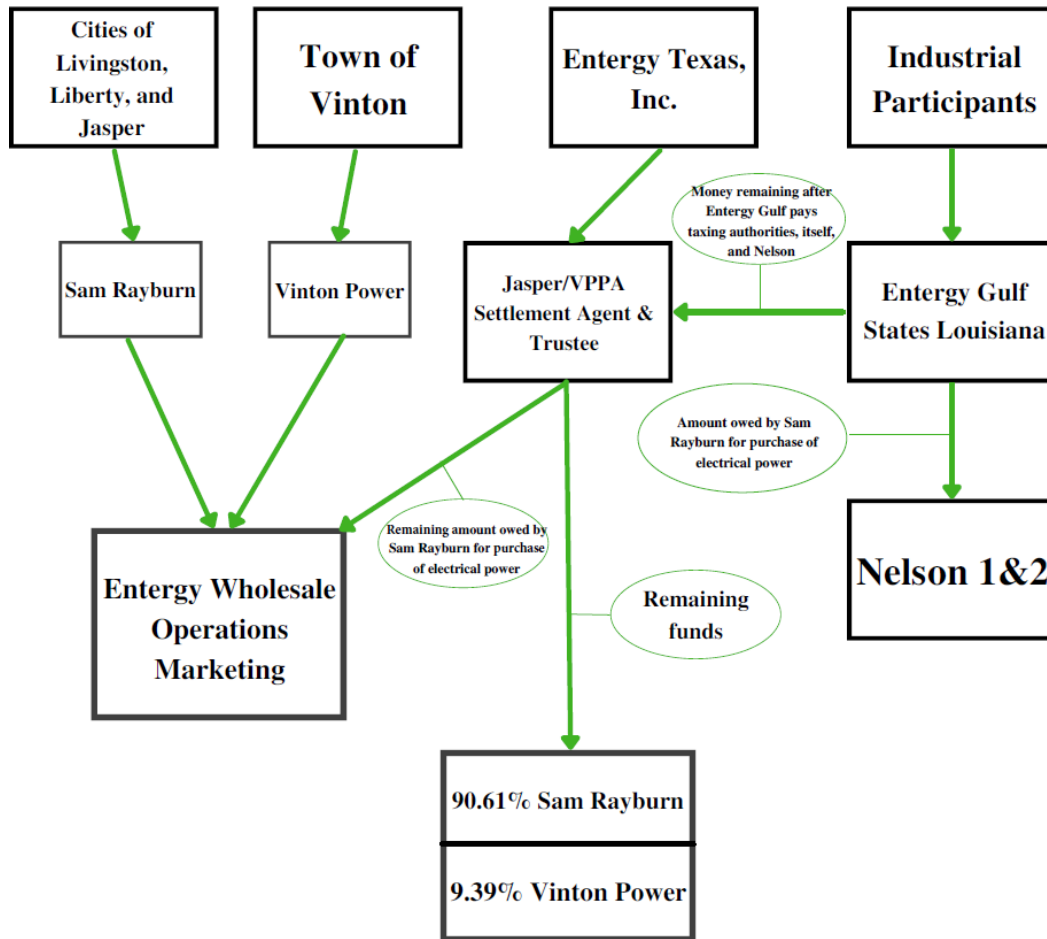 Cities of
Livingston,
Liberty, and
Jasper
Town of
Vinton
Entergy Texas,
Inc.
Industrial
Participants
Money remaining after
Entergy Gulf pays
taxing authorities, itself,
and Nelson
Sam Rayburn
Vinton Power
Jasper/VPPA
Settlement Agent &
Trustee
Entergy Gulf
States Louisiana
Amount owed by Sam
Rayburn for purchase of
electrical power
Remaining amount owed by
Sam Rayburn for purchase
of electrical power
Entergy Wholesale
Operations
Marketing
Nelson 1&2
Remaining
funds
90.61% Sam Rayburn
9.39% Vinton Power